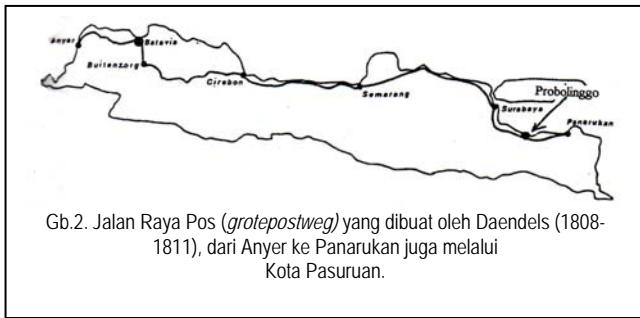 Anyer
Batavia
Buitenzorg
Cirebon
Semarang
Probolinggo
Surabaya
Panarukan
Gb.2. Jalan Raya Pos (grotepostweg) yang dibuat oleh Daendels (1808-
1811), dari Anyer ke Panarukan juga melalui
Kota Pasuruan.